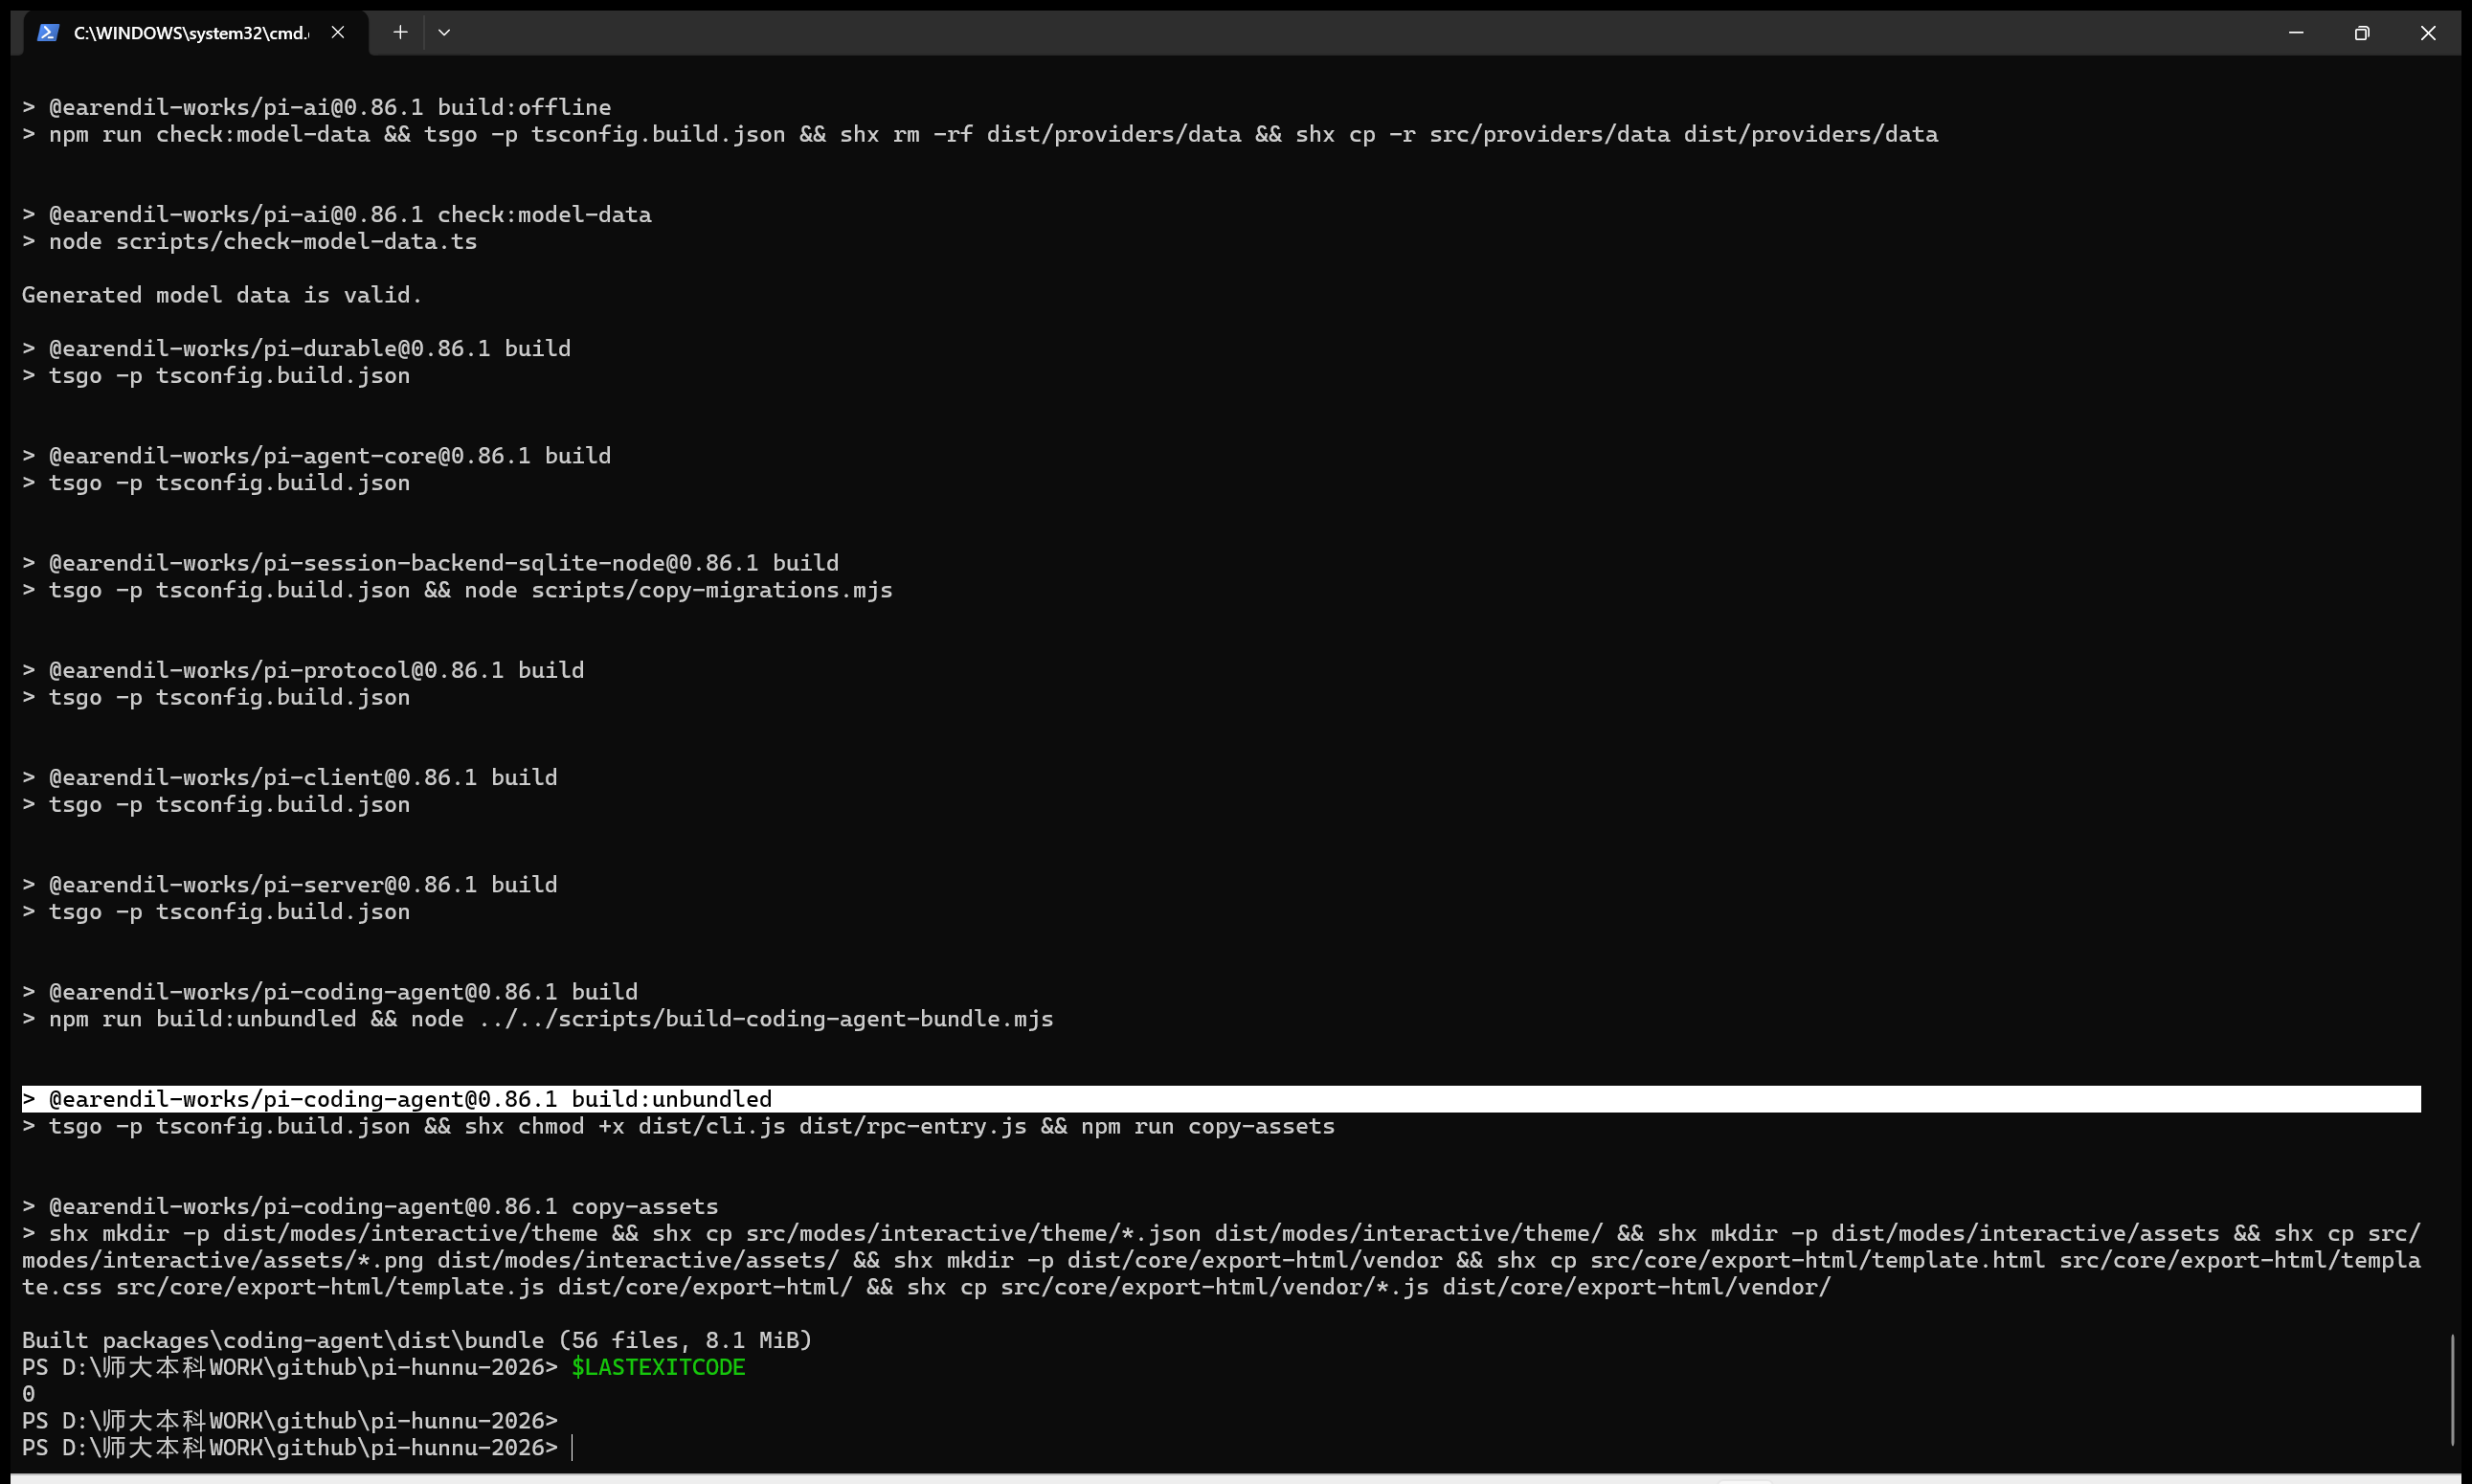 C:\WINDOWS\system32\cmd.
> @earendil-works/pi-ai@0.86.1 build:offline
> npm run check:model-data && tsgo -p tsconfig.build.json && shx rm -rf dist/providers/data && shx cp -r src/providers/data dist/providers/data
> @earendil-works/pi-ai@0.86.1 check:model-data
> node scripts/check-model-data.ts
Generated model data is valid.
> @earendil-works/pi-durable@0.86.1 build
> tsgo -p tsconfig.build.json
> @earendil-works/pi-agent-core@0.86.1 build
> tsgo -p tsconfig.build.json
> @earendil-works/pi-session-backend-sqlite-node@0.86.1 build
> tsgo -p tsconfig.build.json && node scripts/copy-migrations.mjs
> @earendil-works/pi-protocol@0.86.1 build
> tsgo -p tsconfig.build.json
> @earendil-works/pi-client@0.86.1 build
> tsgo -p tsconfig.build.json
> @earendil-works/pi-server@0.86.1 build
> tsgo -p tsconfig.build.json
> @earendil-works/pi-coding-agent@0.86.1 build
> npm run build:unbundled && node ../../scripts/build-coding-agent-bundle.mjs
> @earendil-works/pi-coding-agent@0.86.1 build:unbundled
> tsgo -p tsconfig.build.json && shx chmod +x dist/cli.js dist/rpc-entry.js && npm run copy-assets
> @earendil-works/pi-coding-agent@0.86.1 copy-assets
> shx mkdir -p dist/modes/interactive/theme && shx cp src/modes/interactive/theme/*.json dist/modes/interactive/theme/ && shx mkdir -p dist/modes/interactive/assets && shx cp src/
modes/interactive/assets/*.png dist/modes/interactive/assets/ && shx mkdir -p dist/core/export-html/vendor && shx cp src/core/export-html/template.html src/core/export-html/templa
te.css src/core/export-html/template.js dist/core/export-html/ && shx cp src/core/export-html/vendor/*.js dist/core/export-html/vendor/
Built packages\coding-agent\dist\bundle (56 files, 8.1 MiB)
PS D:\师大本科WORK\github\pi-hunnu-2026> $LASTEXITCODE
0
PS D:\师大本科WORK\github\pi-hunnu-2026>
PS D:\师大本科WORK\github\pi-hunnu-2026>